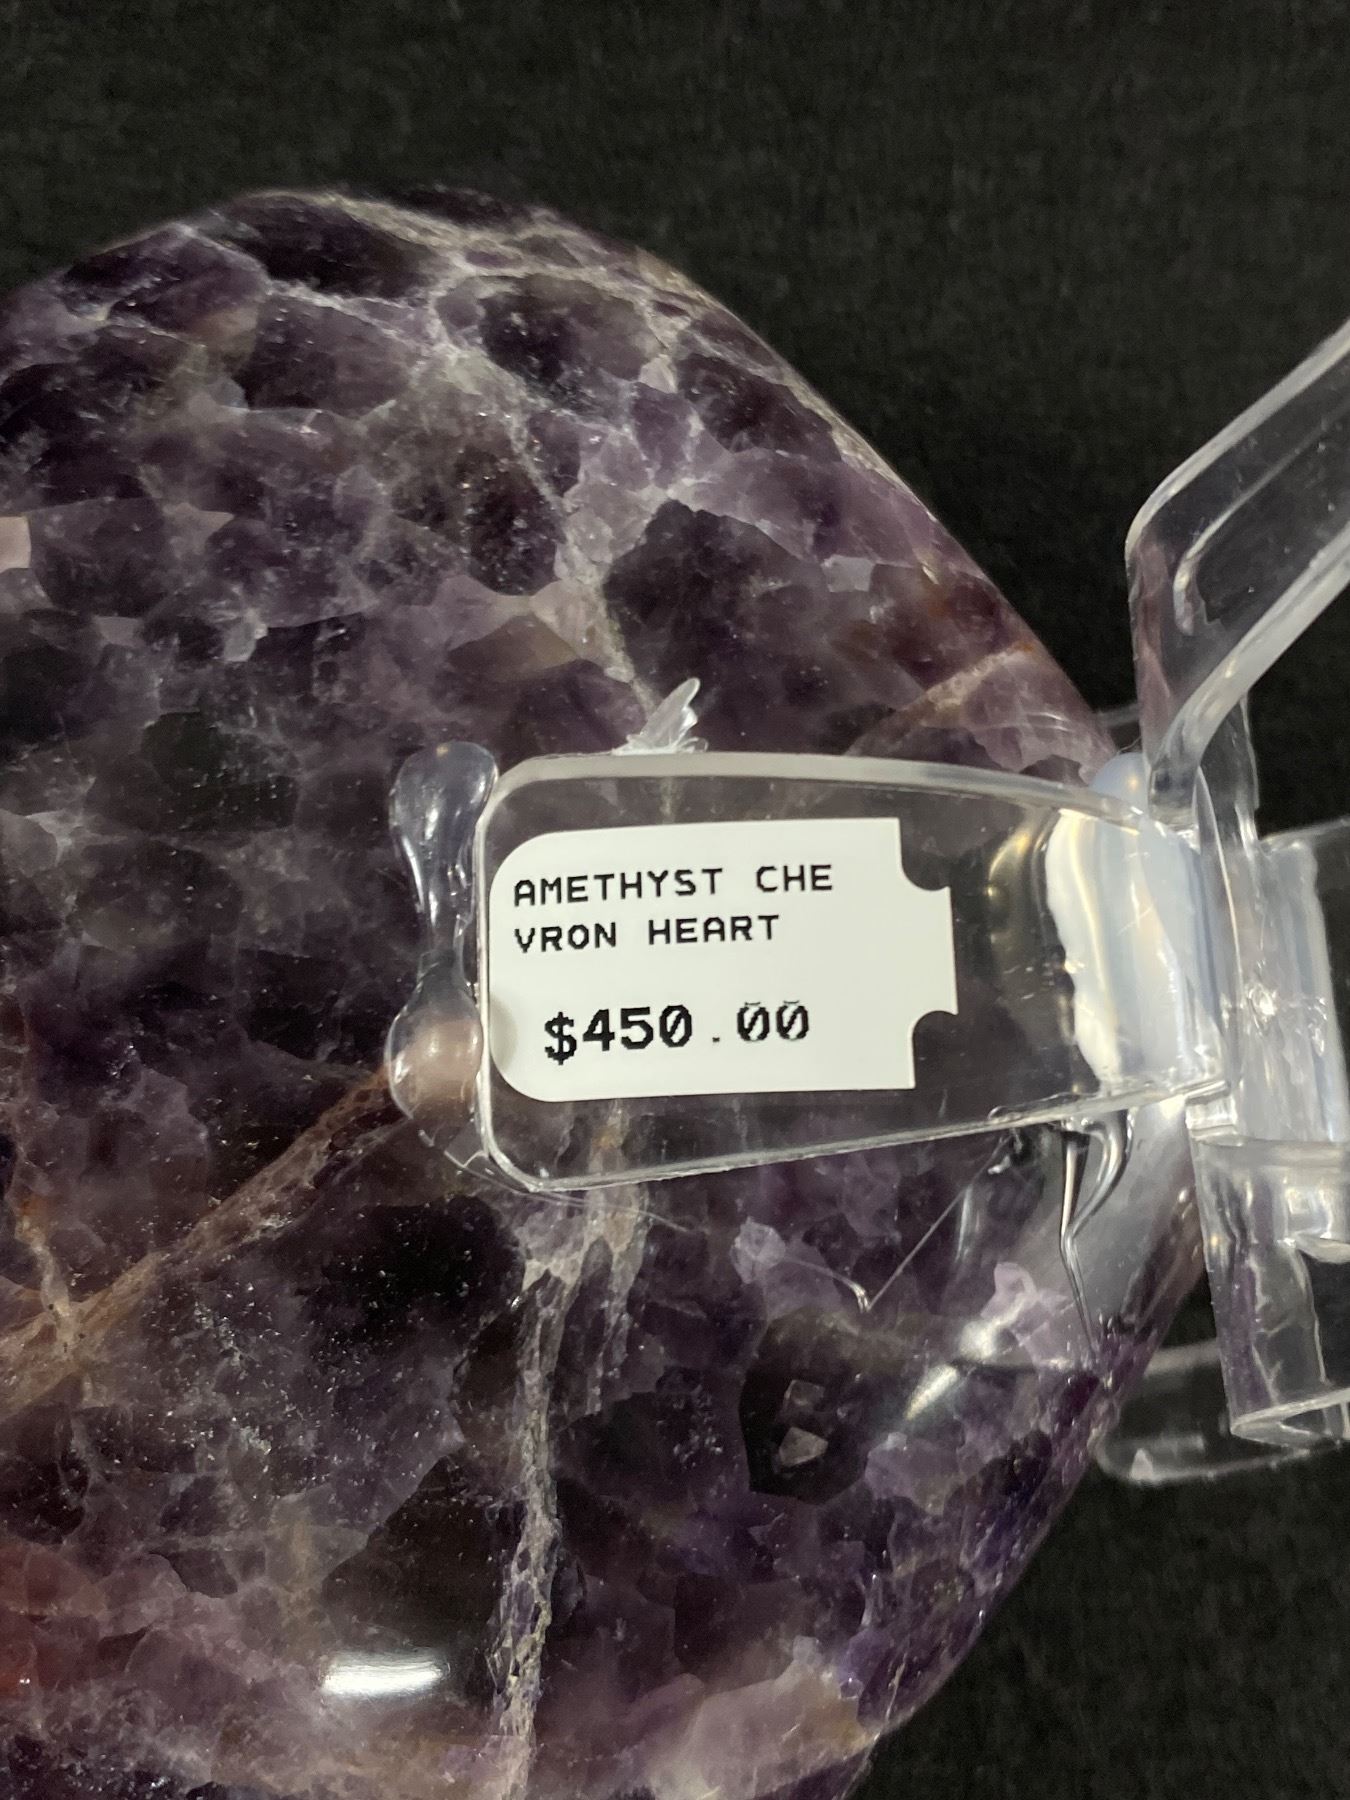 AMETHYST CHE
VRON HEART
$450.00